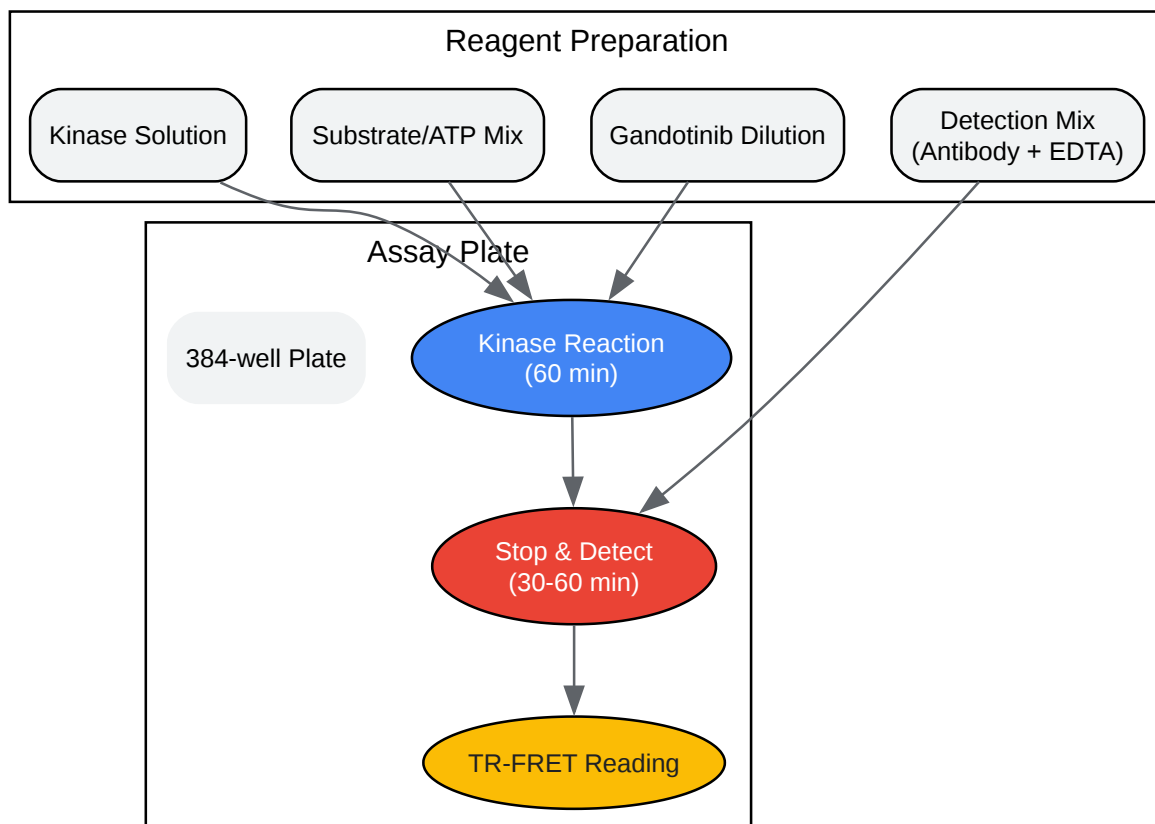 Reagent Preparation
Kinase Solution
Substrate/ATP Mix
Gandotinib Dilution
Detection Mix
(Antibody + EDTA)
Assay Plate
384-well Plate
Kinase Reaction
(60 min)
Stop & Detect
(30-60 min)
TR-FRET Reading